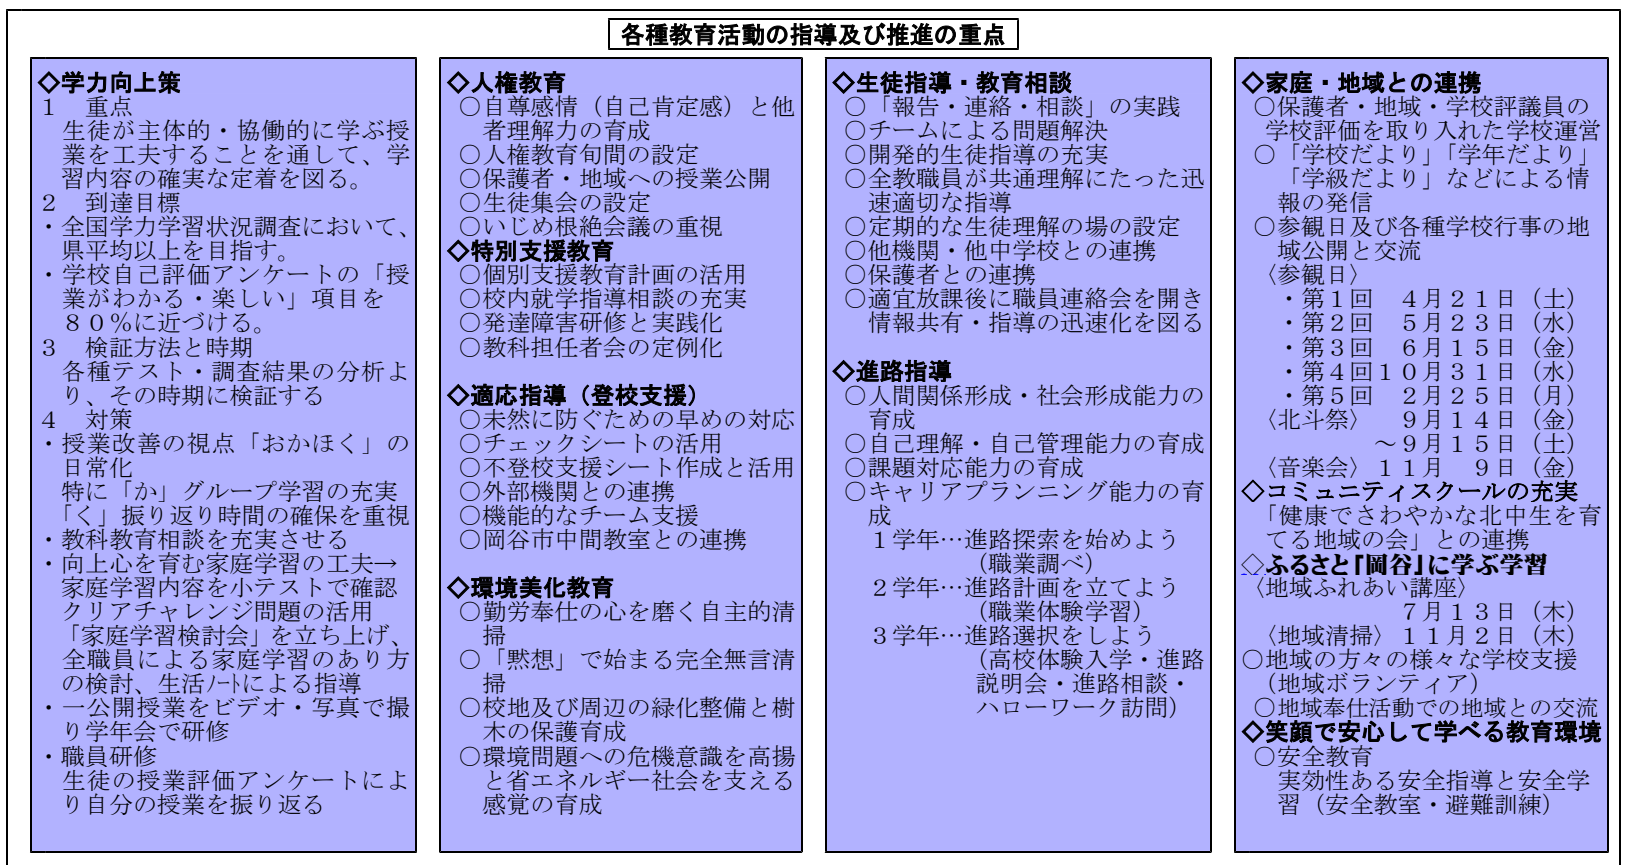 各種教育活動の指導及び推進の重点
◇学力向上策
１　重点
生徒が主体的・協働的に学ぶ授
業を工夫することを通して、学
習内容の確実な定着を図る。
２　到達目標
・全国学力学習状況調査において、
県平均以上を目指す。
・学校自己評価アンケートの「授
業がわかる・楽しい」項目を
８０％に近づける。
３　検証方法と時期
各種テスト・調査結果の分析よ
り、その時期に検証する
４　対策
・授業改善の視点「おかほく」の
日常化
特に「か」グループ学習の充実
「く」振り返り時間の確保を重視
・教科教育相談を充実させる
・向上心を育む家庭学習の工夫→
家庭学習内容を小テストで確認
クリアチャレンジ問題の活用
「家庭学習検討会」を立ち上げ、
全職員による家庭学習のあり方
の検討、生活ﾉｰﾄによる指導
・一公開授業をビデオ・写真で撮
り学年会で研修
・職員研修
生徒の授業評価アンケートによ
り自分の授業を振り返る
◇人権教育
○自尊感情（自己肯定感）と他
者理解力の育成
○人権教育旬間の設定
○保護者・地域への授業公開
○生徒集会の設定
○いじめ根絶会議の重視
◇特別支援教育
○個別支援教育計画の活用
○校内就学指導相談の充実
○発達障害研修と実践化
○教科担任者会の定例化
◇適応指導（登校支援）
○未然に防ぐための早めの対応
○チェックシートの活用
○不登校支援シート作成と活用
○外部機関との連携
○機能的なチーム支援
○岡谷市中間教室との連携
◇環境美化教育
○勤労奉仕の心を磨く自主的清
掃
○「黙想」で始まる完全無言清
掃
○校地及び周辺の緑化整備と樹
木の保護育成
○環境問題への危機意識を高揚
と省エネルギー社会を支える
感覚の育成
◇生徒指導・教育相談
○「報告・連絡・相談」の実践
○チームによる問題解決
○開発的生徒指導の充実
○全教職員が共通理解にたった迅
速適切な指導
○定期的な生徒理解の場の設定
○他機関・他中学校との連携
○保護者との連携
○適宜放課後に職員連絡会を開き
情報共有・指導の迅速化を図る
◇進路指導
○人間関係形成・社会形成能力の
育成
○自己理解・自己管理能力の育成
○課題対応能力の育成
○キャリアプランニング能力の育
成
１学年…進路探索を始めよう
（職業調べ）
２学年…進路計画を立てよう
（職業体験学習）
３学年…進路選択をしよう
（高校体験入学・進路
説明会・進路相談・
ハローワーク訪問）
◇家庭・地域との連携
○保護者・地域・学校評議員の
学校評価を取り入れた学校運営
○「学校だより」「学年だより」
「学級だより」などによる情
報の発信
○参観日及び各種学校行事の地
域公開と交流
〈参観日〉
・第１回　４月２１日（土）
・第２回　５月２３日（水）
・第３回　６月１５日（金）
・第４回１０月３１日（水）
・第５回　２月２５日（月）
〈北斗祭〉　９月１４日（金）
～９月１５日（土）
〈音楽会〉１１月　９日（金）
◇コミュニティスクールの充実
「健康でさわやかな北中生を育
てる地域の会」との連携
◇ふるさと『岡谷』に学ぶ学習
〈地域ふれあい講座〉
７月１３日（木）
〈地域清掃〉１１月２日（木）
○地域の方々の様々な学校支援
（地域ボランティア）
○地域奉仕活動での地域との交流
◇笑顔で安心して学べる教育環境
○安全教育
実効性ある安全指導と安全学
習（安全教室・避難訓練）